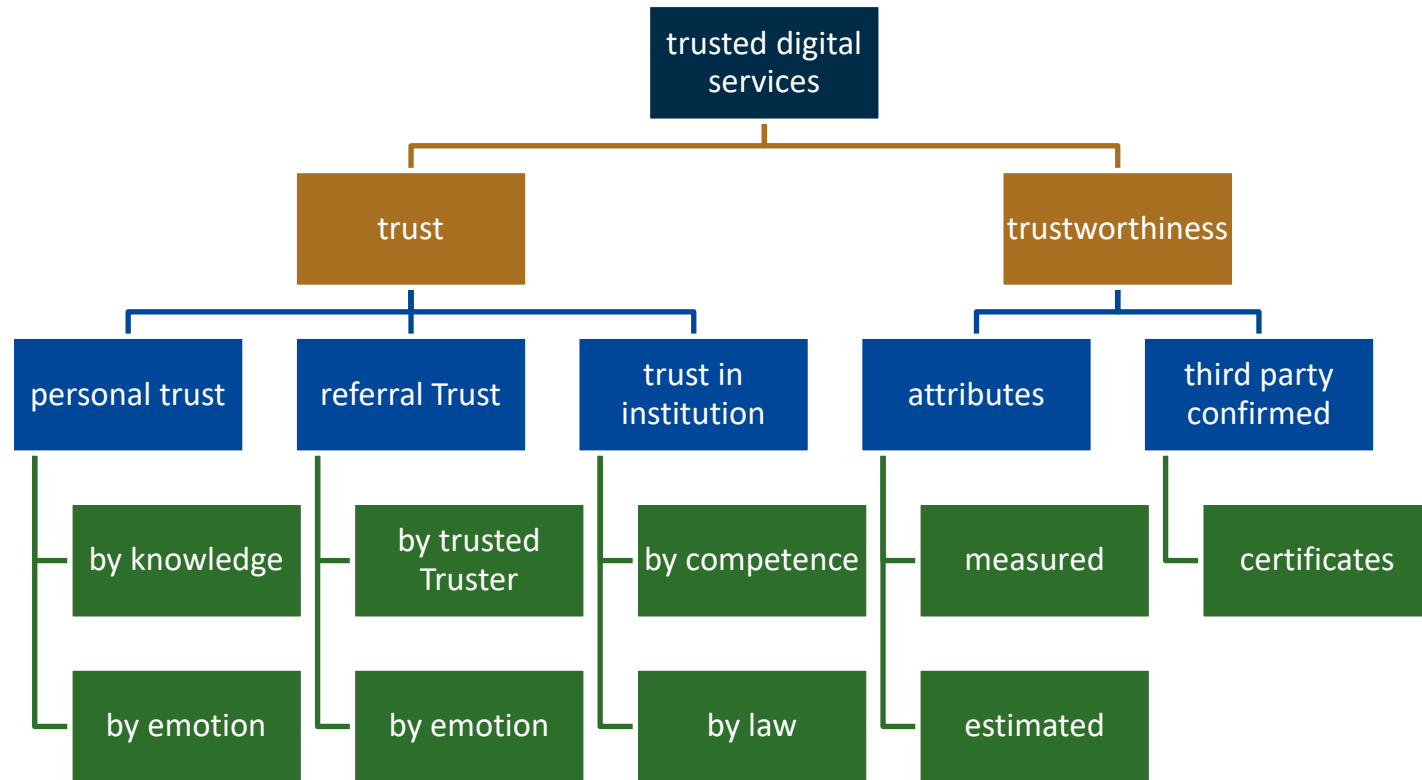 trusted digital
services
trust
trustworthiness
personal trust
referral Trust
trust in
institution
attributes
third party
confirmed
by knowledge
by trusted
Truster
by competence
measured
certificates
by emotion
by emotion
by law
estimated